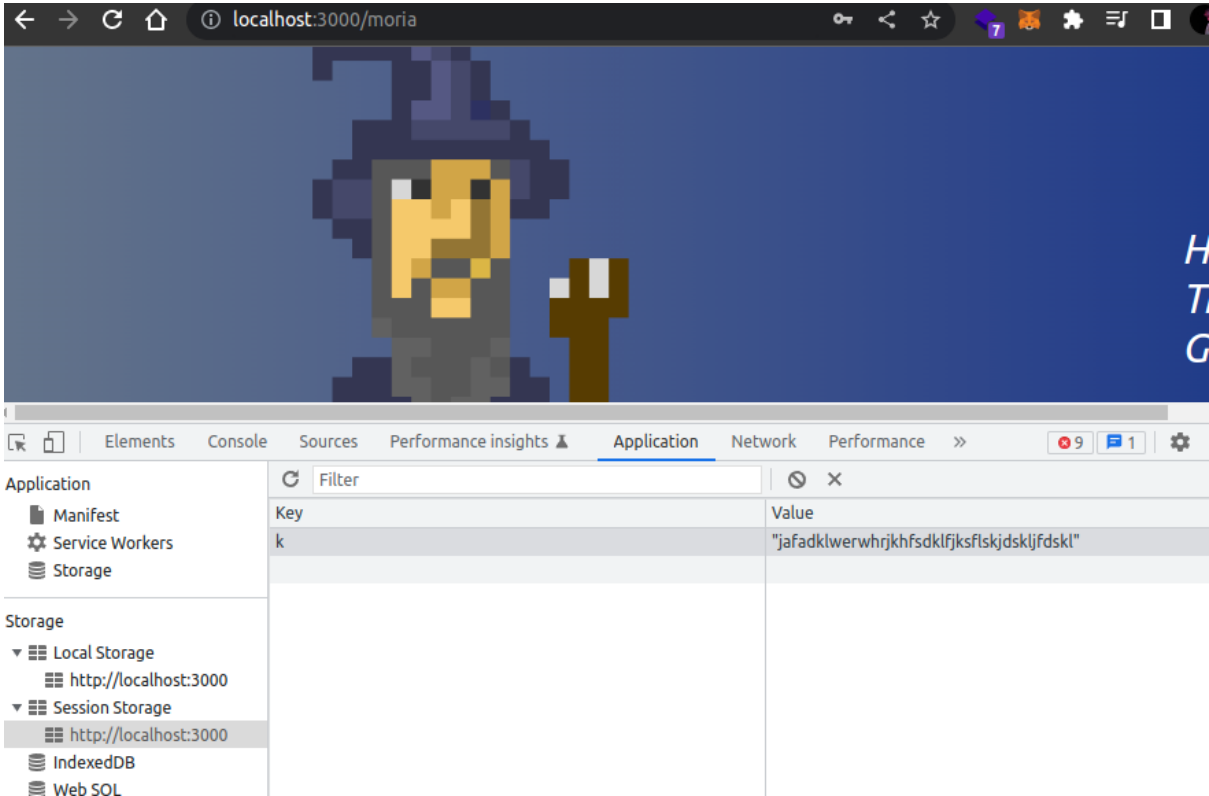 localhost:3000/moria
7
H
T
G
Elements Console Sources Performance insights Application Network Performance » 9 1
Application
Filter
Manifest
Key Value
Service Workers
k "jafadklwerwhrjkhfsdklfjksflskjdskljfdskl"
Storage
Storage
Local Storage
http://localhost:3000
Session Storage
http://localhost:3000
IndexedDB
Web SQL